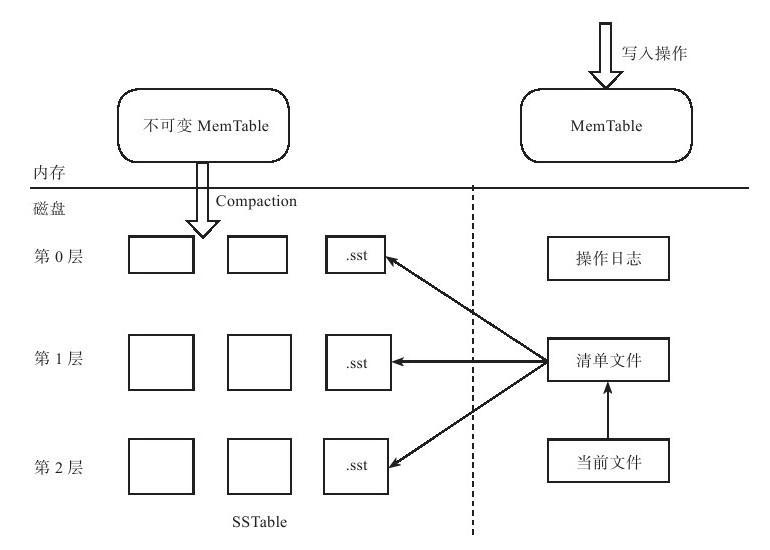 写入操作
不可变 MemTable
MemTable
内存
Compaction
磁盘
第 0 层
.sst
操作日志
第 1 层
.sst
清单文件
第 2 层
.sst
当前文件
SSTable